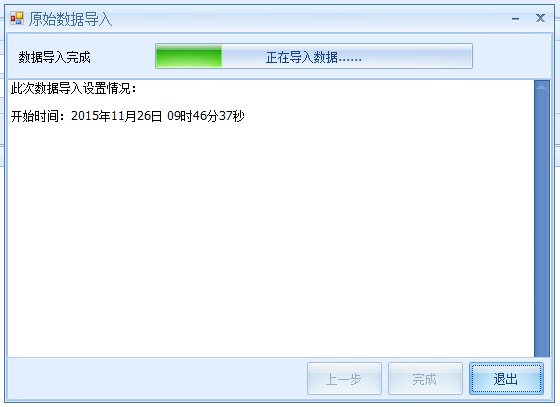 原始数据导入
数据导入完成
正在导入数据......
此次数据导入设置情况:
开始时间: 2015年11月26日 09时46分37秒
上一步
完成
退出